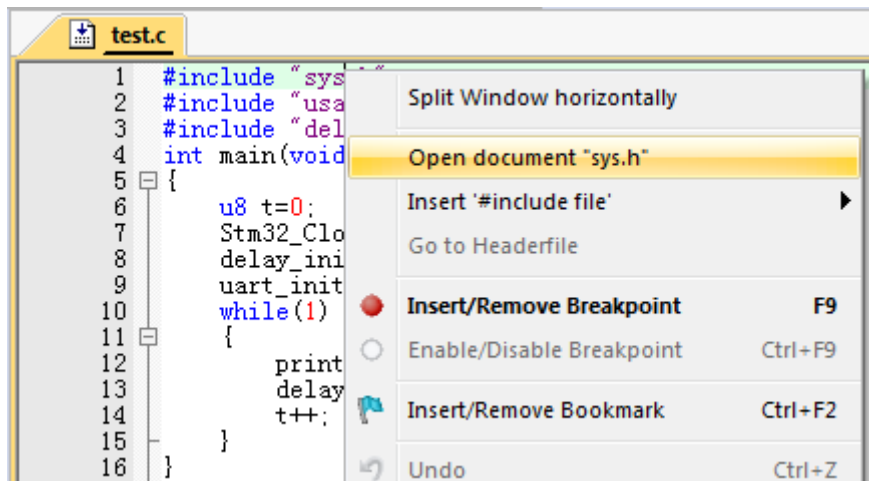 test.c
1 #include "sys
2 #include "usa
3 #include "del
4 int main(void
5 {
6 u8 t=0;
7 Stm32_Clo
8 delay_ini
9 uart_init
10 while(1)
11 {
12 print
13 delay
14 t++;
15 }
16 }
Split Window horizontally
Open document "sys.h"
Insert '#include file'
Go to Headerfile
Insert/Remove Breakpoint F9
Enable/Disable Breakpoint Ctrl+F9
Insert/Remove Bookmark Ctrl+F2
Undo Ctrl+Z